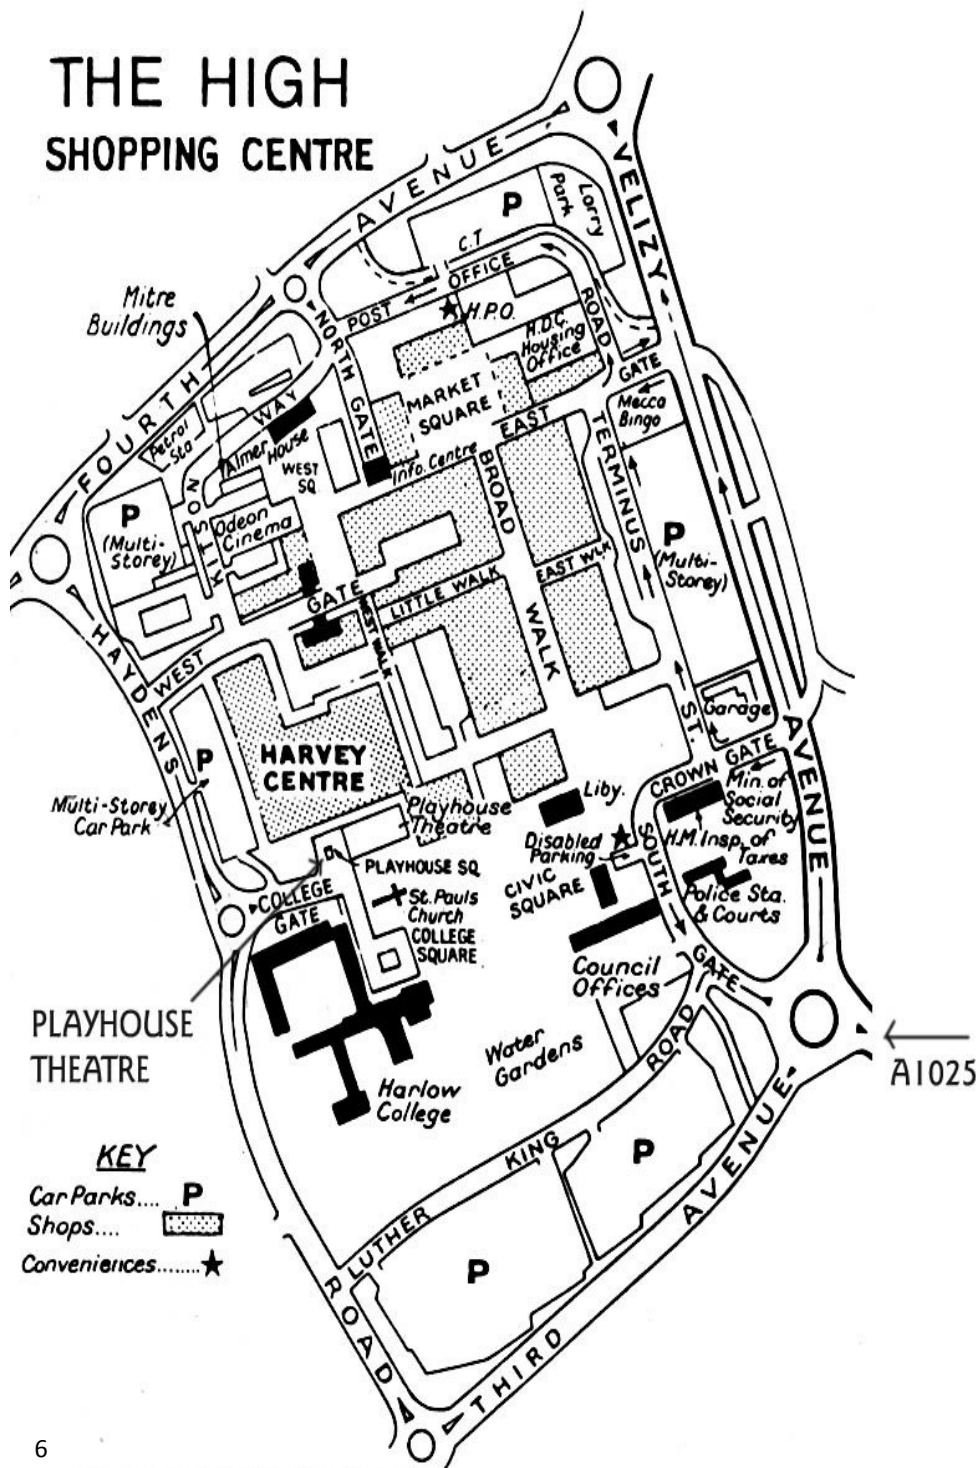 THE HIGH
SHOPPING CENTRE
FOURTH AVENUE
VELIZY AVENUE
P
Lorry
Park
C.T
POST OFFICE ROAD
H.P.O.
Mitre
Buildings
NORTH GATE
H.D.C.
Housing
Office
GATE
Mecca
Bingo
MARKET
SQUARE
EAST
TERMINUS ST.
Petrol
Sta
KITSON WAY
Almer House
WEST
SQ
Info. Centre
BROAD WALK
P
(Multi-
Storey)
Odeon
Cinema
P
(Multi-
Storey)
WEST GATE
LITTLE WALK
EAST WLK
WEST WALK
HAYDENS ROAD
P
Garage
HARVEY
CENTRE
CROWN GATE
Multi-Storey
Car Park
Playhouse
Theatre
Liby.
Min. of
Social
Security
H.M. Insp. of
Taxes
Disabled
Parking
SOUTH GATE
PLAYHOUSE SQ
COLLEGE
GATE
St. Pauls
Church
COLLEGE
SQUARE
CIVIC
SQUARE
Police Sta.
& Courts
Council
Offices
PLAYHOUSE
THEATRE
Water
Gardens
A1025
Harlow
College
LUTHER KING ROAD
P
P
THIRD AVENUE
KEY
Car Parks.... P
Shops....
Conveniences........
6